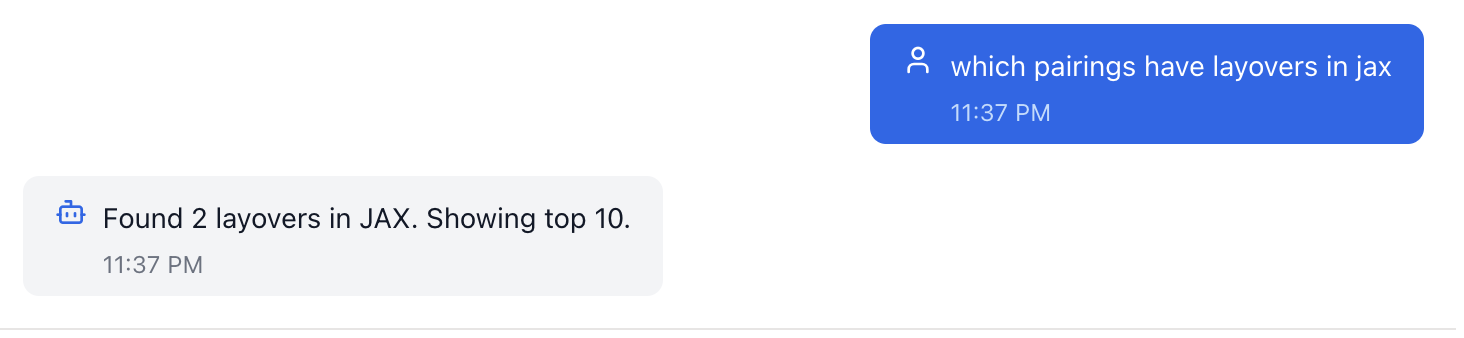 which pairings have layovers in jax
11:37 PM
Found 2 layovers in JAX. Showing top 10.
11:37 PM